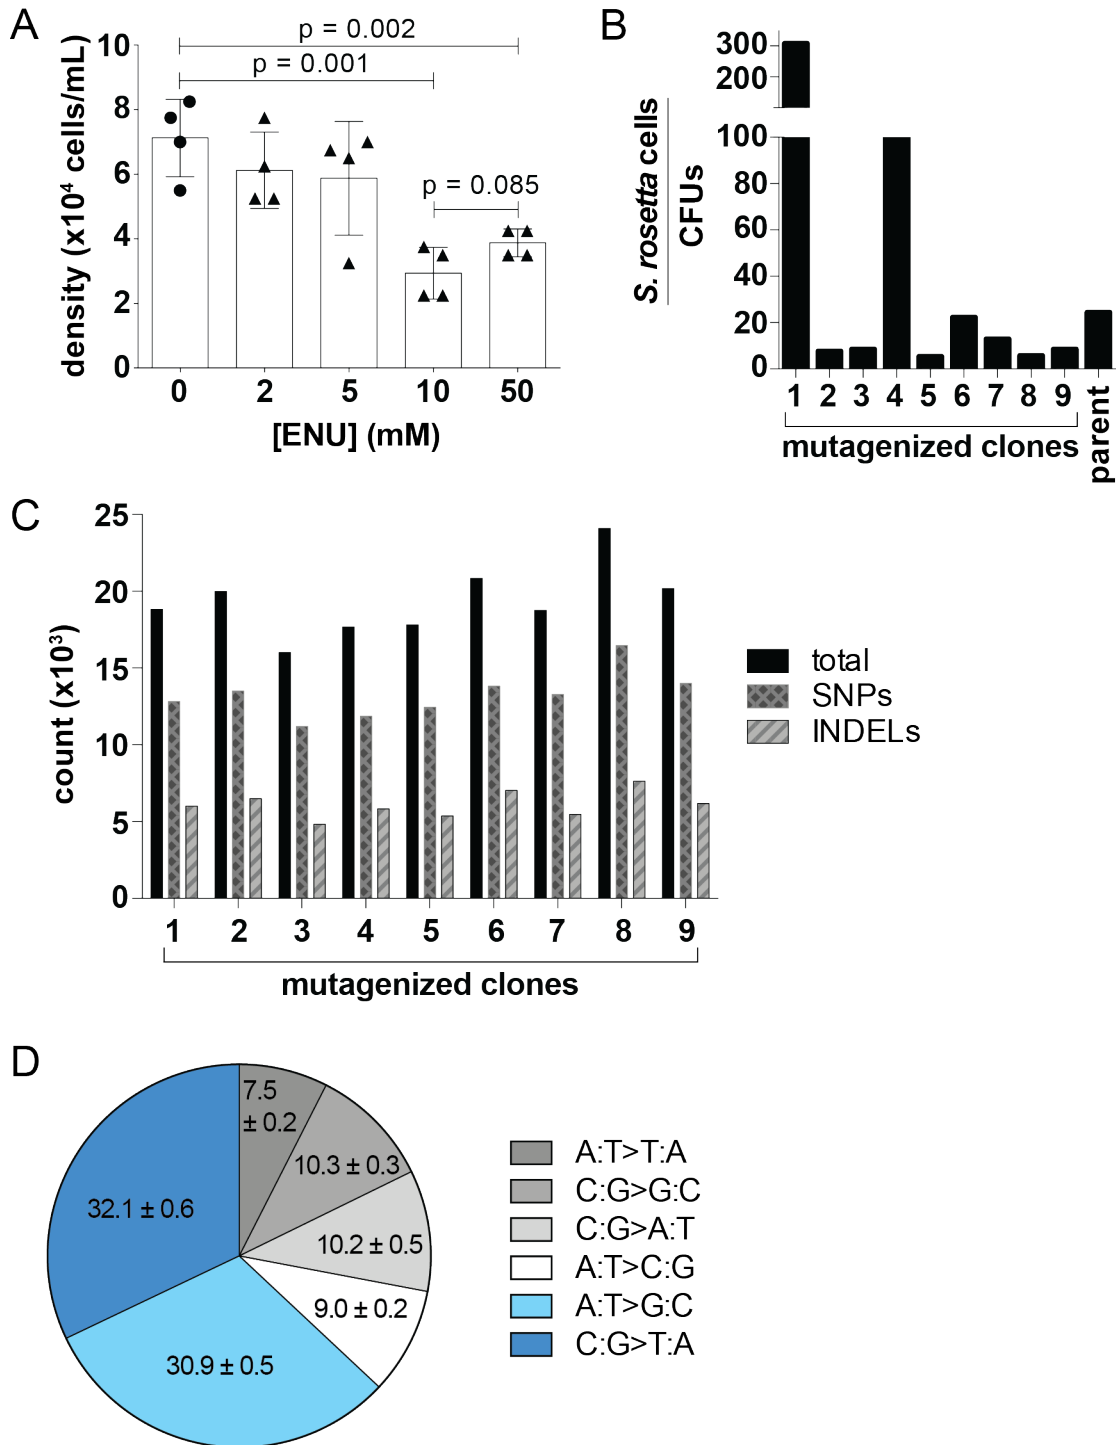 A
density (x10⁴ cells/mL)
10
8
6
4
2
0
p = 0.002
p = 0.001
p = 0.085
0 2 5 10 50
[ENU] (mM)
B
S. rosetta cells
CFUs
300
200
100
80
60
40
20
0
1 2 3 4 5 6 7 8 9 parent
mutagenized clones
C
count (x10³)
25
20
15
10
5
0
1 2 3 4 5 6 7 8 9
mutagenized clones
total
SNPs
INDELs
D
7.5
± 0.2
10.3 ± 0.3
10.2 ± 0.5
9.0 ± 0.2
30.9 ± 0.5
32.1 ± 0.6
A:T>T:A
C:G>G:C
C:G>A:T
A:T>C:G
A:T>G:C
C:G>T:A